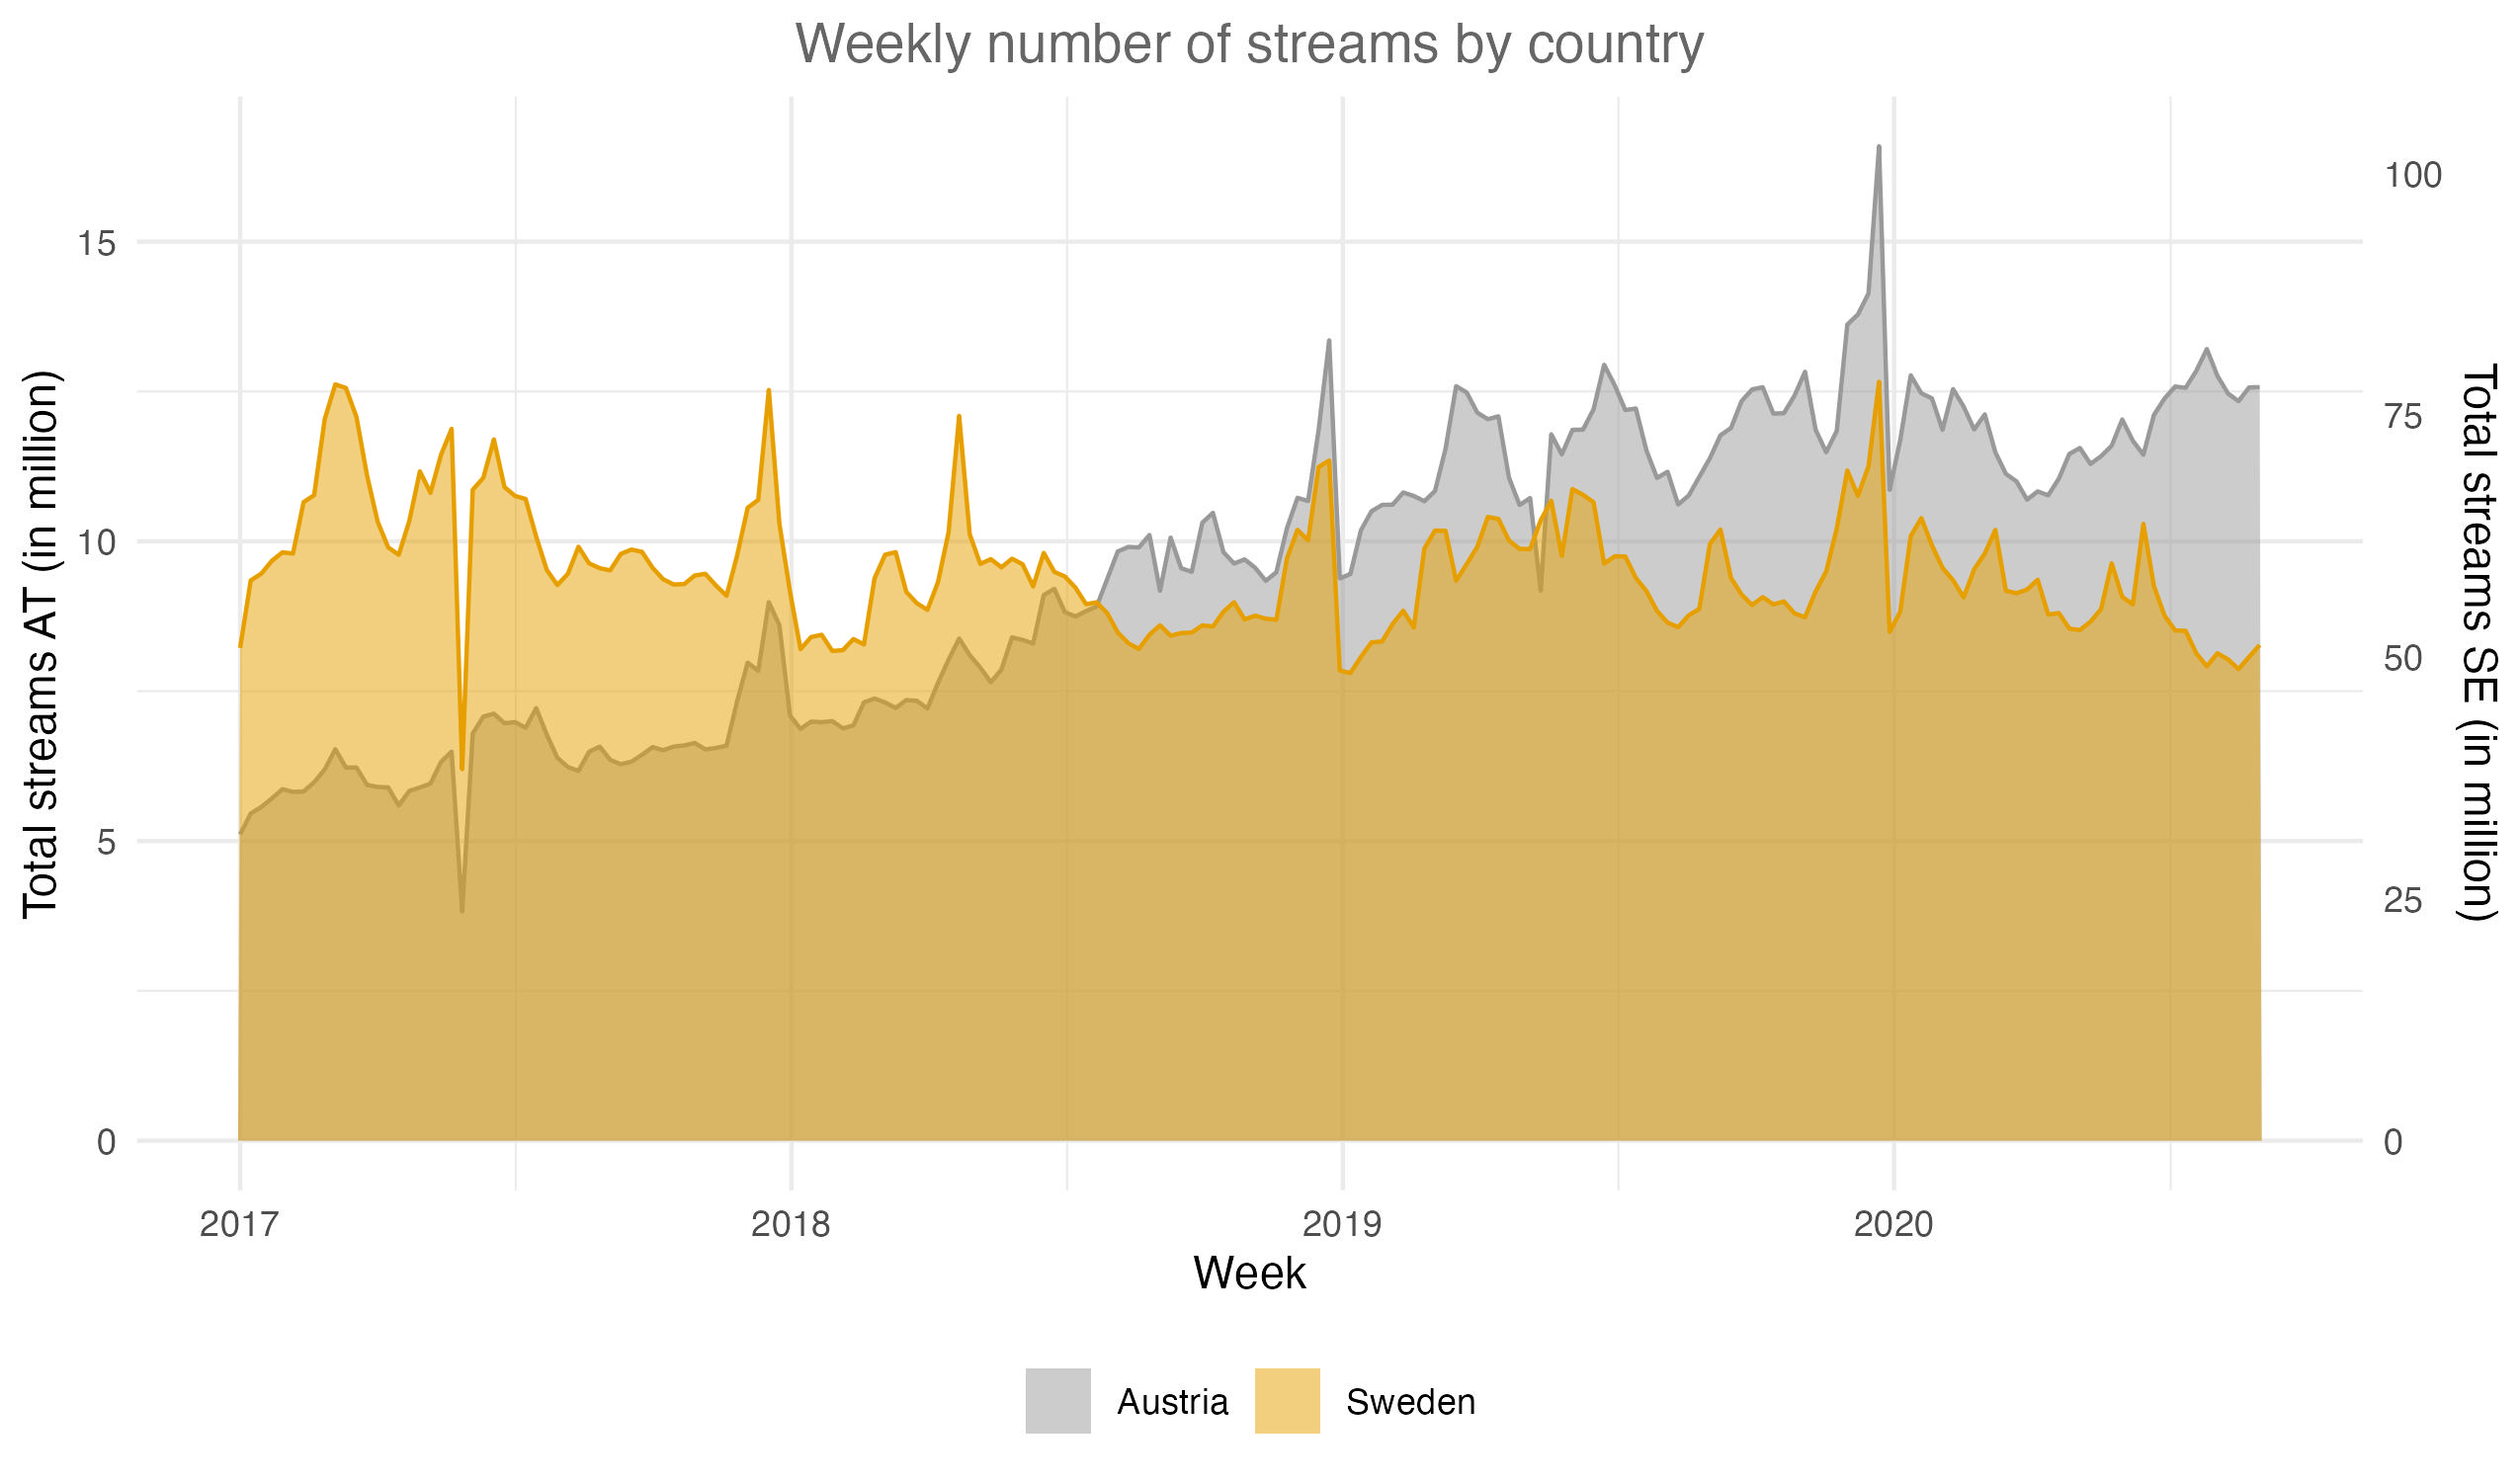 Weekly number of streams by country
Total streams AT (in million)
15
10
5
0
100
75
50
25
0
Total streams SE (in million)
2017 2018 2019 2020
Week
Austria Sweden